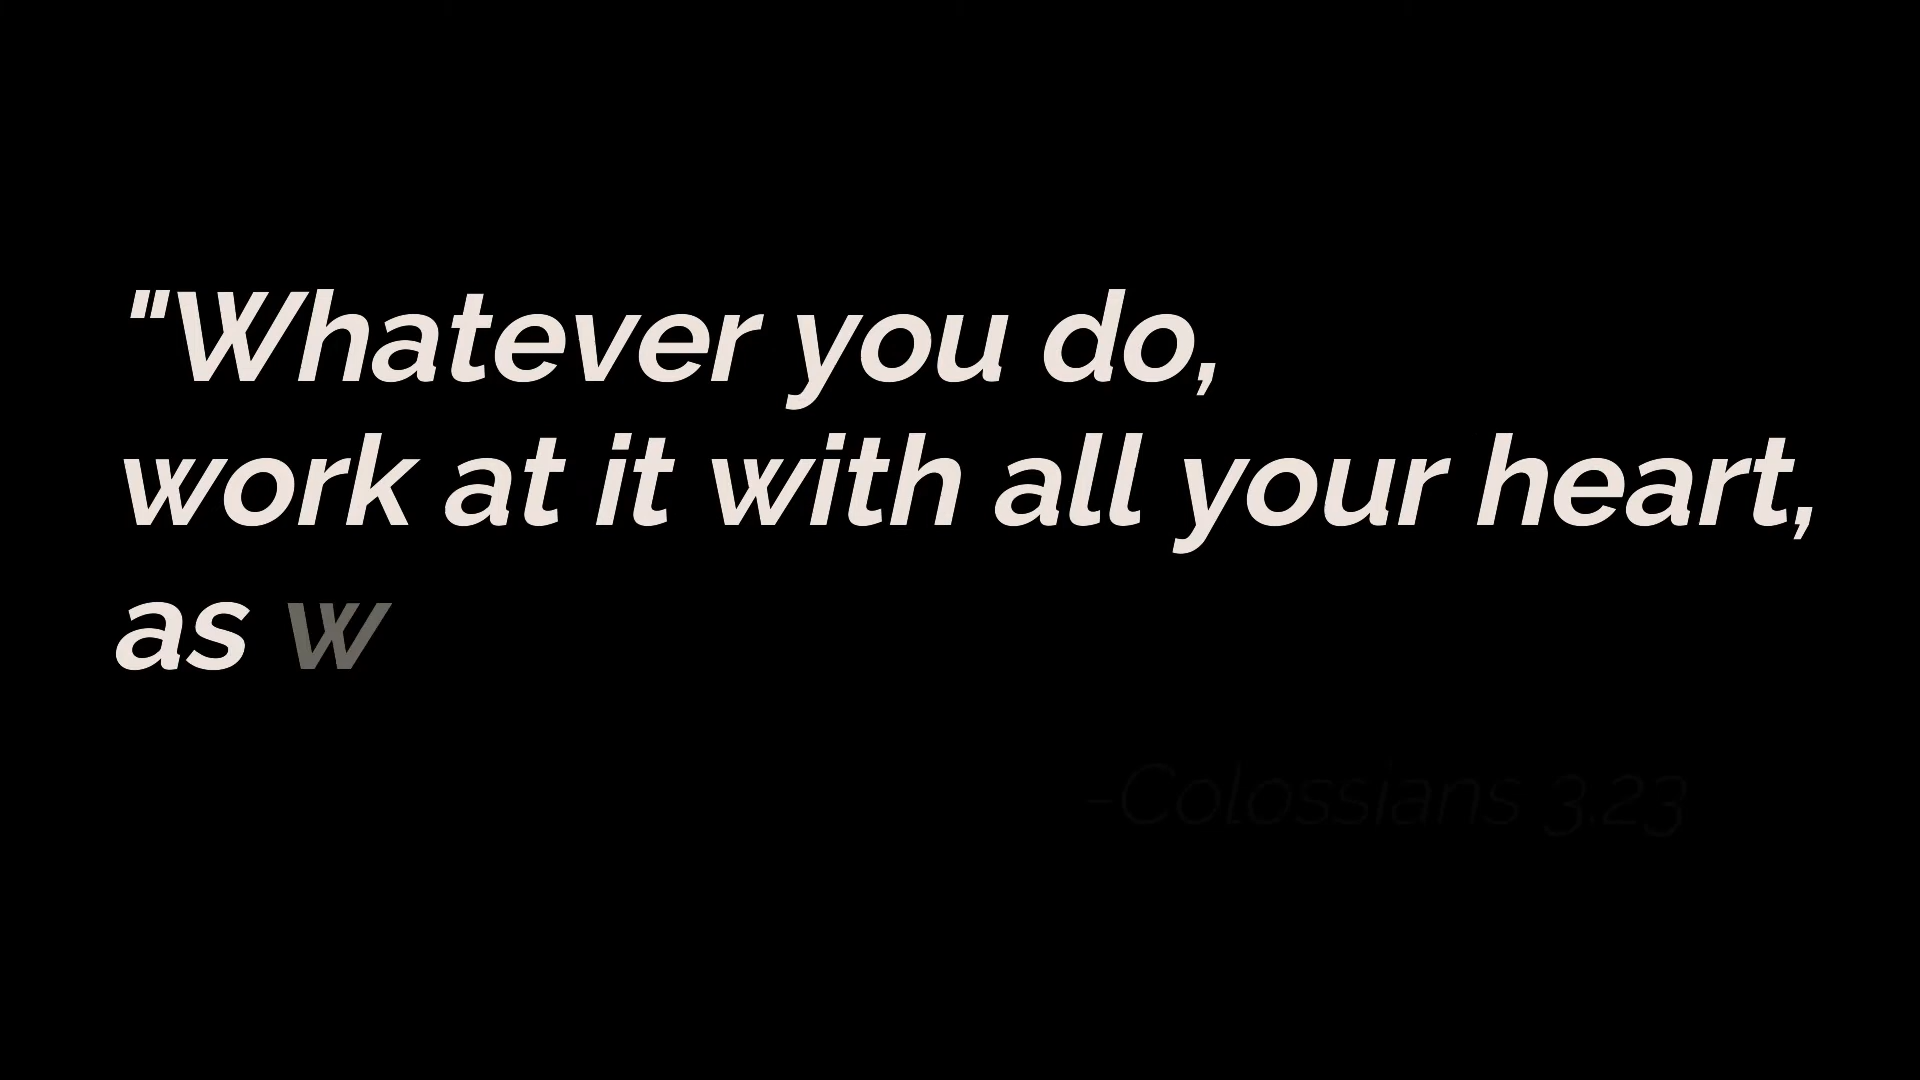 "Whatever you do,
work at it with all your heart,
as w
-Colossians 3.23